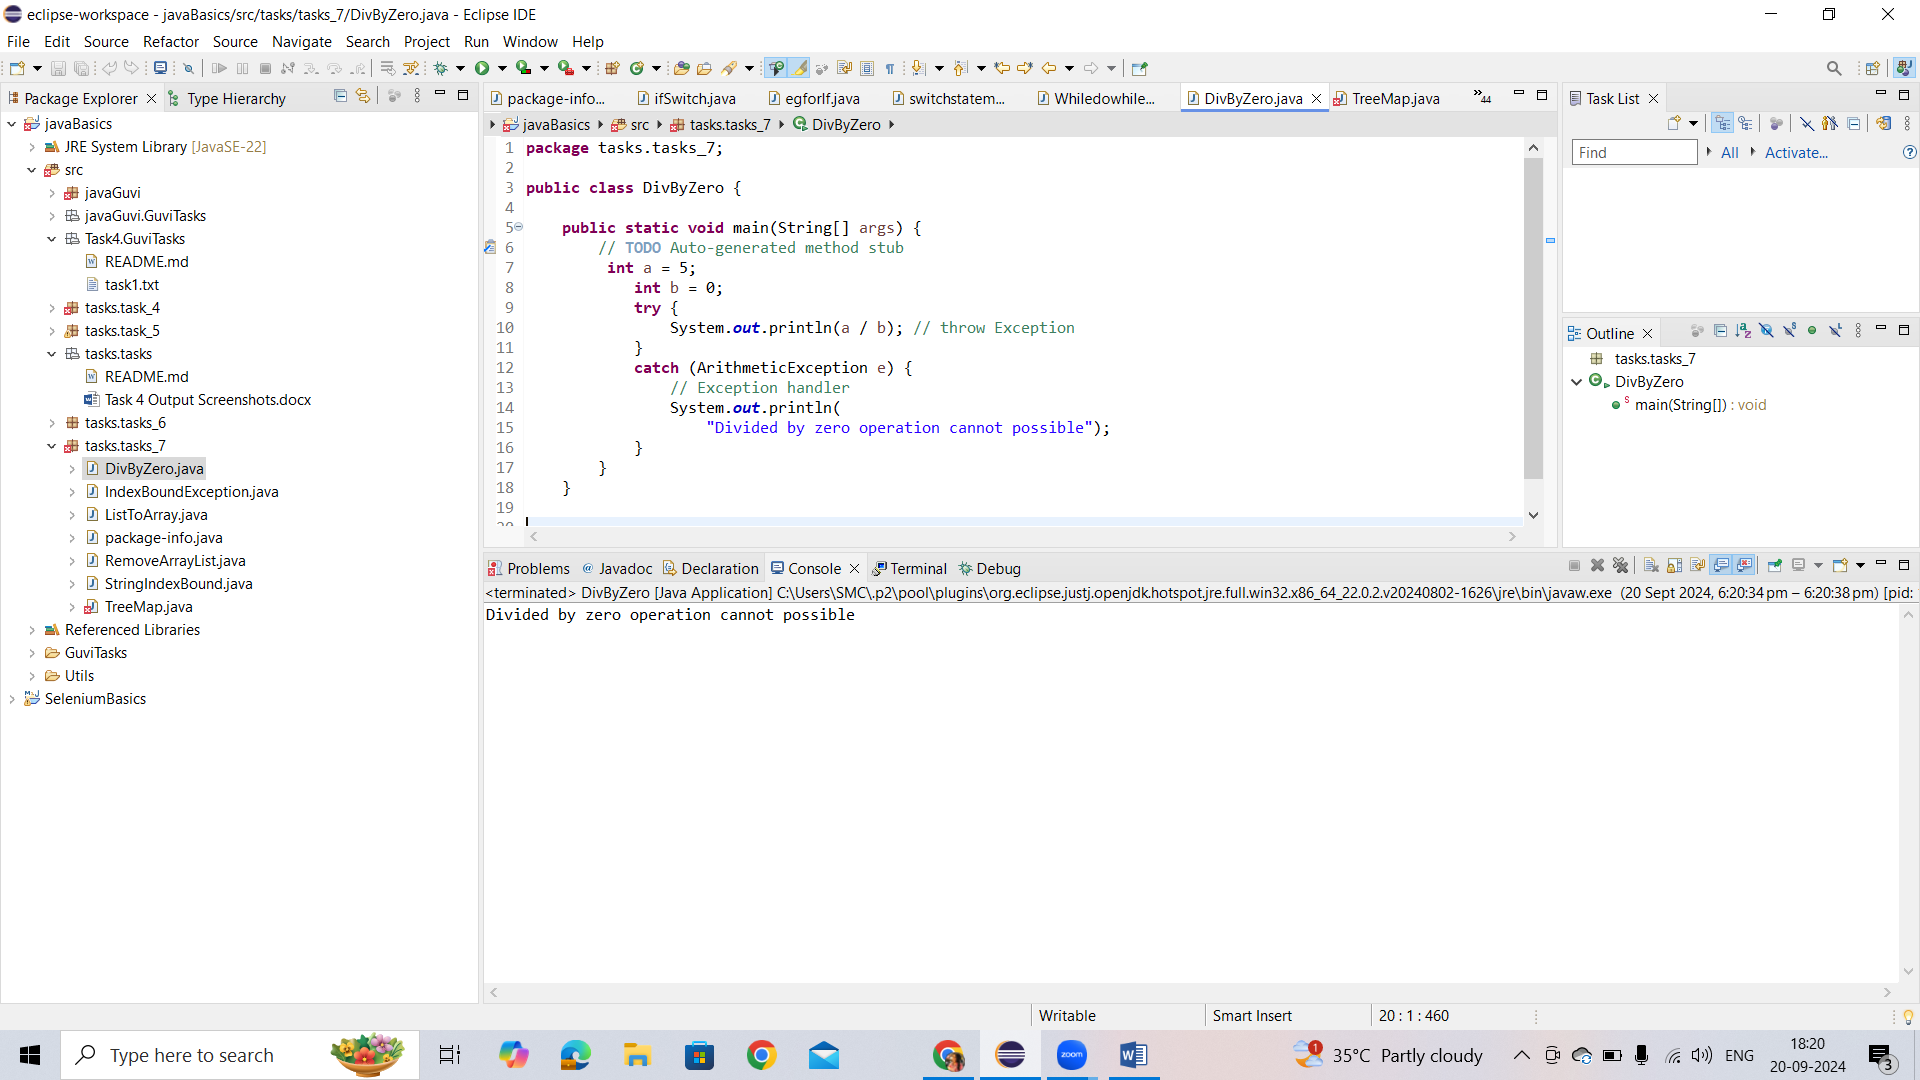 eclipse-workspace - javaBasics/src/tasks/tasks_7/DivByZero.java - Eclipse IDE
File Edit Source Refactor Source Navigate Search Project Run Window Help
Package Explorer Type Hierarchy
javaBasics
JRE System Library [JavaSE-22]
src
javaGuvi
javaGuvi.GuviTasks
Task4.GuviTasks
README.md
task1.txt
tasks.task_4
tasks.task_5
tasks.tasks
README.md
Task 4 Output Screenshots.docx
tasks.tasks_6
tasks.tasks_7
DivByZero.java
IndexBoundException.java
ListToArray.java
package-info.java
RemoveArrayList.java
StringIndexBound.java
TreeMap.java
Referenced Libraries
GuviTasks
Utils
SeleniumBasics
package-info... ifSwitch.java egforIf.java switchstatem... Whiledowhile... DivByZero.java TreeMap.java »44
javaBasics src tasks.tasks_7 DivByZero
1 package tasks.tasks_7;
2
3 public class DivByZero {
4
5 public static void main(String[] args) {
6 // TODO Auto-generated method stub
7 int a = 5;
8 int b = 0;
9 try {
10 System.out.println(a / b); // throw Exception
11 }
12 catch (ArithmeticException e) {
13 // Exception handler
14 System.out.println(
15 "Divided by zero operation cannot possible");
16 }
17 }
18 }
19
Task List
Find All Activate...
Outline
tasks.tasks_7
DivByZero
main(String[]) : void
Problems Javadoc Declaration Console Terminal Debug
<terminated> DivByZero [Java Application] C:\Users\SMC\.p2\pool\plugins\org.eclipse.justj.openjdk.hotspot.jre.full.win32.x86_64_22.0.2.v20240802-1626\jre\bin\javaw.exe (20 Sept 2024, 6:20:34 pm – 6:20:38 pm) [pid:
Divided by zero operation cannot possible
Writable Smart Insert 20 : 1 : 460
Type here to search
zoom
1
35°C Partly cloudy
ENG
18:20
20-09-2024
3